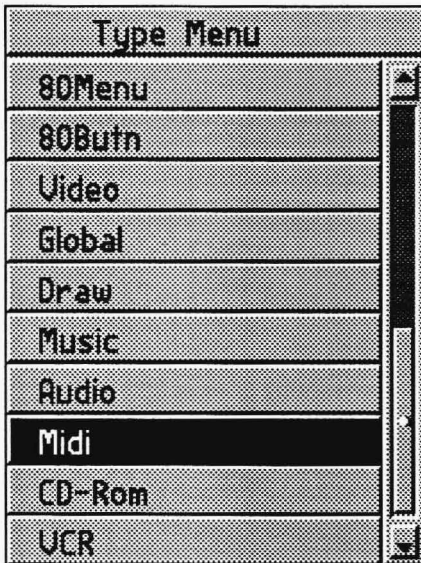 Type Menu
80Menu
80Butn
Video
Global
Draw
Music
Audio
Midi
CD-Rom
VCR